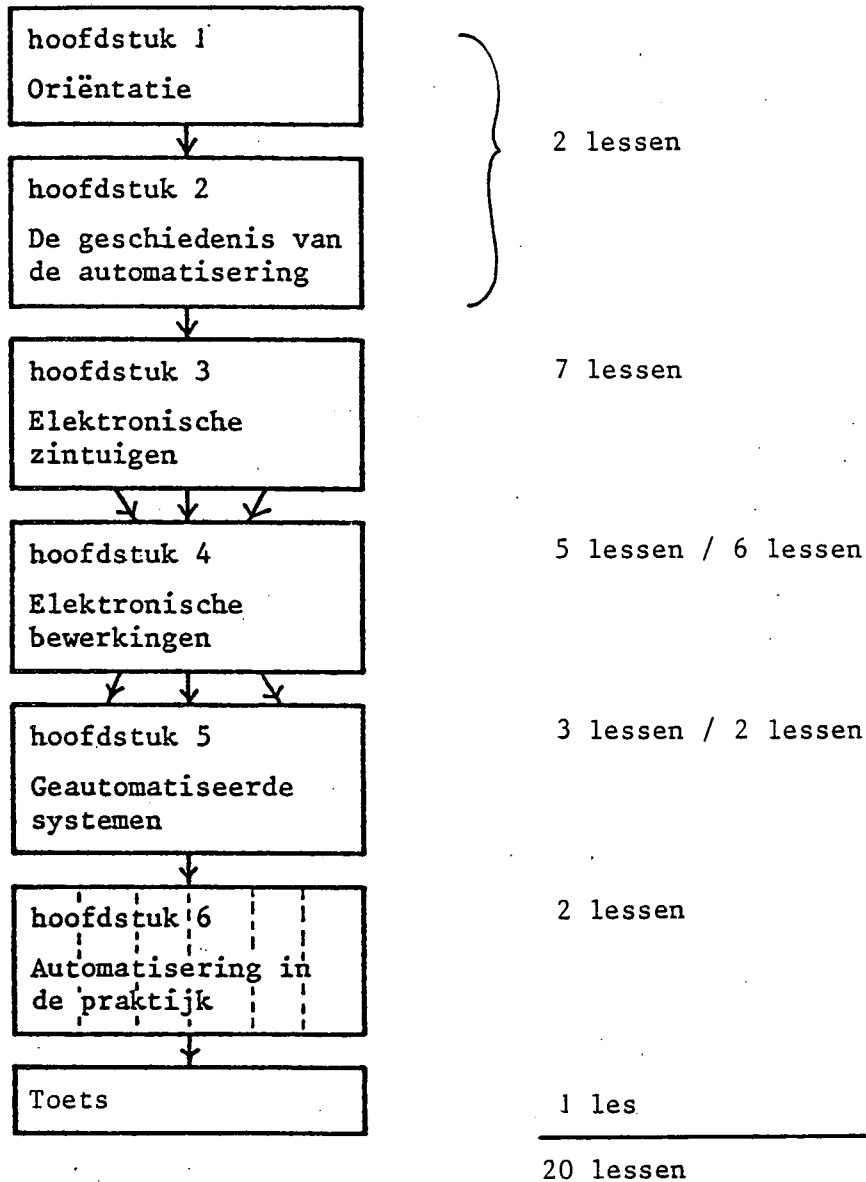 hoofdstuk 1
Oriëntatie
2 lessen
hoofdstuk 2
De geschiedenis van
de automatisering
hoofdstuk 3
7 lessen
Elektronische
zintuigen
hoofdstuk 4
5 lessen / 6 lessen
Elektronische
bewerkingen
hoofdstuk 5
3 lessen / 2 lessen
Geautomatiseerde
systemen
hoofdstuk 6
2 lessen
Automatisering in
de praktijk
Toets
1 les
20 lessen